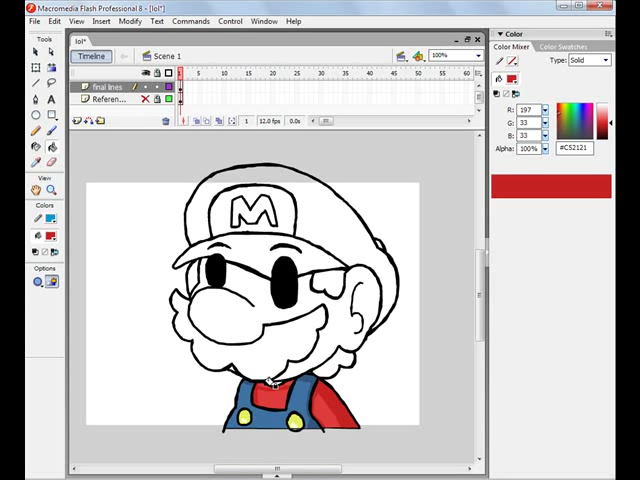 Macromedia Flash Professional 8 - [lol*]
File Edit View Insert Modify Text Commands Control Window Help
Tools
View
Colors
Options
lol*
Timeline Scene 1 100%
1 5 10 15 20 25 30 35 40 45 50 55 60
final lines
Referen...
1 12.0 fps 0.0s
M
Color
Color Mixer Color Swatches
Type: Solid
R: 197
G: 33
B: 33
Alpha: 100% #C52121